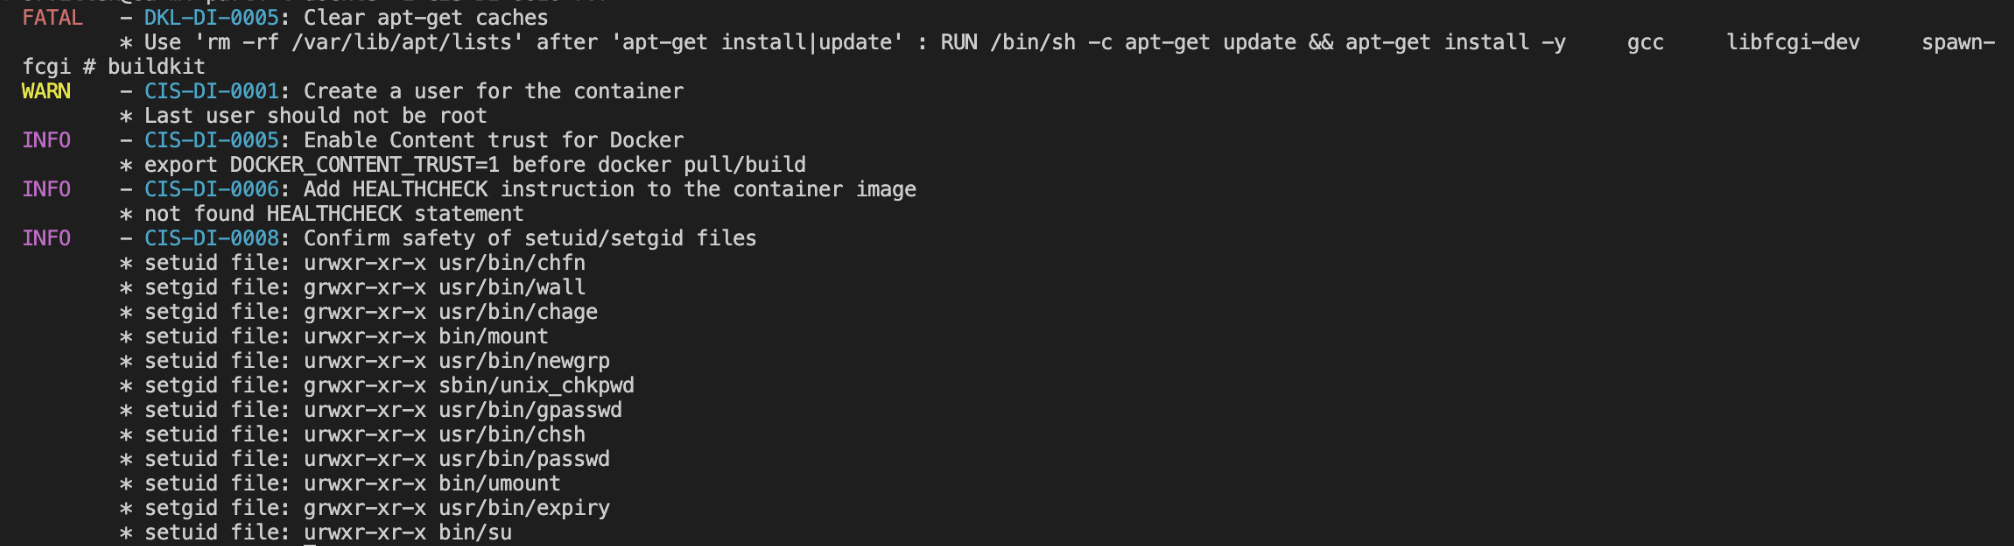 FATAL - DKL-DI-0005: Clear apt-get caches
* Use 'rm -rf /var/lib/apt/lists' after 'apt-get install|update' : RUN /bin/sh -c apt-get update && apt-get install -y gcc libfcgi-dev spawn-
fcgi # buildkit
WARN - CIS-DI-0001: Create a user for the container
* Last user should not be root
INFO - CIS-DI-0005: Enable Content trust for Docker
* export DOCKER_CONTENT_TRUST=1 before docker pull/build
INFO - CIS-DI-0006: Add HEALTHCHECK instruction to the container image
* not found HEALTHCHECK statement
INFO - CIS-DI-0008: Confirm safety of setuid/setgid files
* setuid file: urwxr-xr-x usr/bin/chfn
* setgid file: grwxr-xr-x usr/bin/wall
* setgid file: grwxr-xr-x usr/bin/chage
* setuid file: urwxr-xr-x bin/mount
* setuid file: urwxr-xr-x usr/bin/newgrp
* setgid file: grwxr-xr-x sbin/unix_chkpwd
* setuid file: urwxr-xr-x usr/bin/gpasswd
* setuid file: urwxr-xr-x usr/bin/chsh
* setuid file: urwxr-xr-x usr/bin/passwd
* setuid file: urwxr-xr-x bin/umount
* setgid file: grwxr-xr-x usr/bin/expiry
* setuid file: urwxr-xr-x bin/su